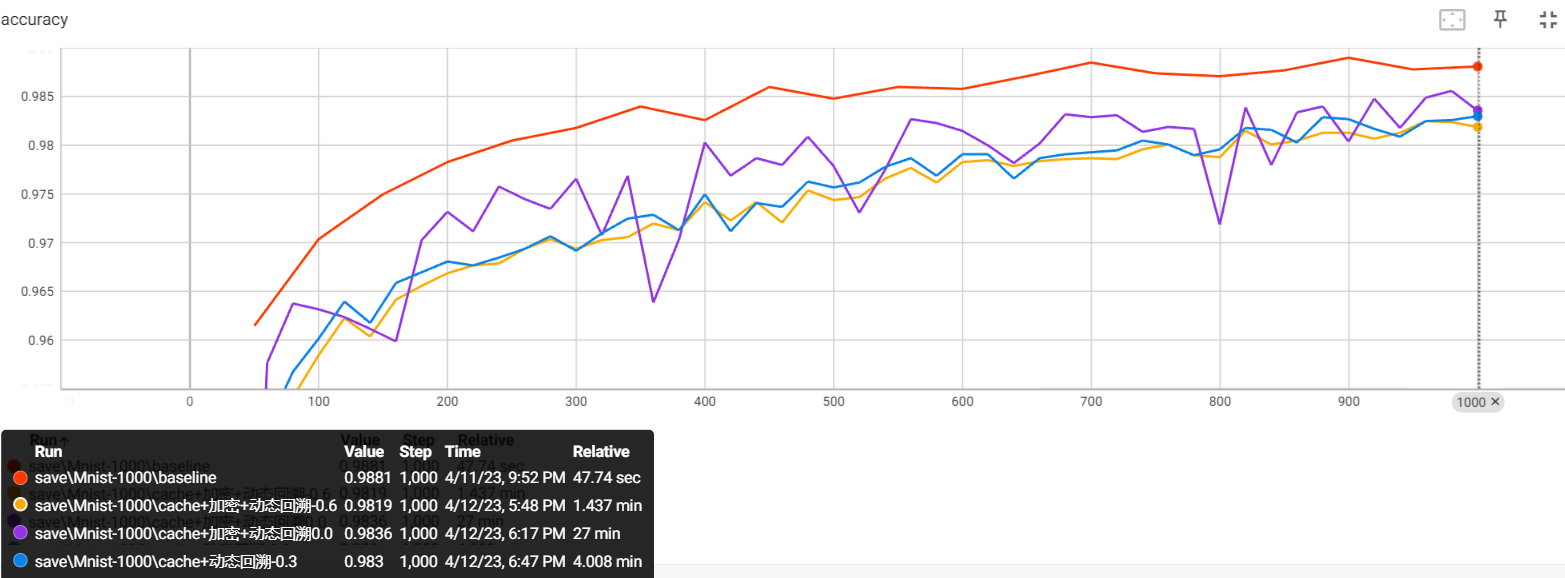 accuracy
0.985
0.98
0.975
0.97
0.965
0.96
0 100 200 300 400 500 600 700 800 900 1000 ✕
Run↑ Value Step Relative
Run Value Step Time Relative
save\Mnist-1000\baseline 0.9881 1,000 4/11/23, 9:52 PM 47.74 sec
save\Mnist-1000\cache+加密+动态回溯-0.6 0.9819 1,000 4/12/23, 5:48 PM 1.437 min
save\Mnist-1000\cache+加密+动态回溯0.0 0.9836 1,000 4/12/23, 6:17 PM 27 min
save\Mnist-1000\cache+动态回溯-0.3 0.983 1,000 4/12/23, 6:47 PM 4.008 min